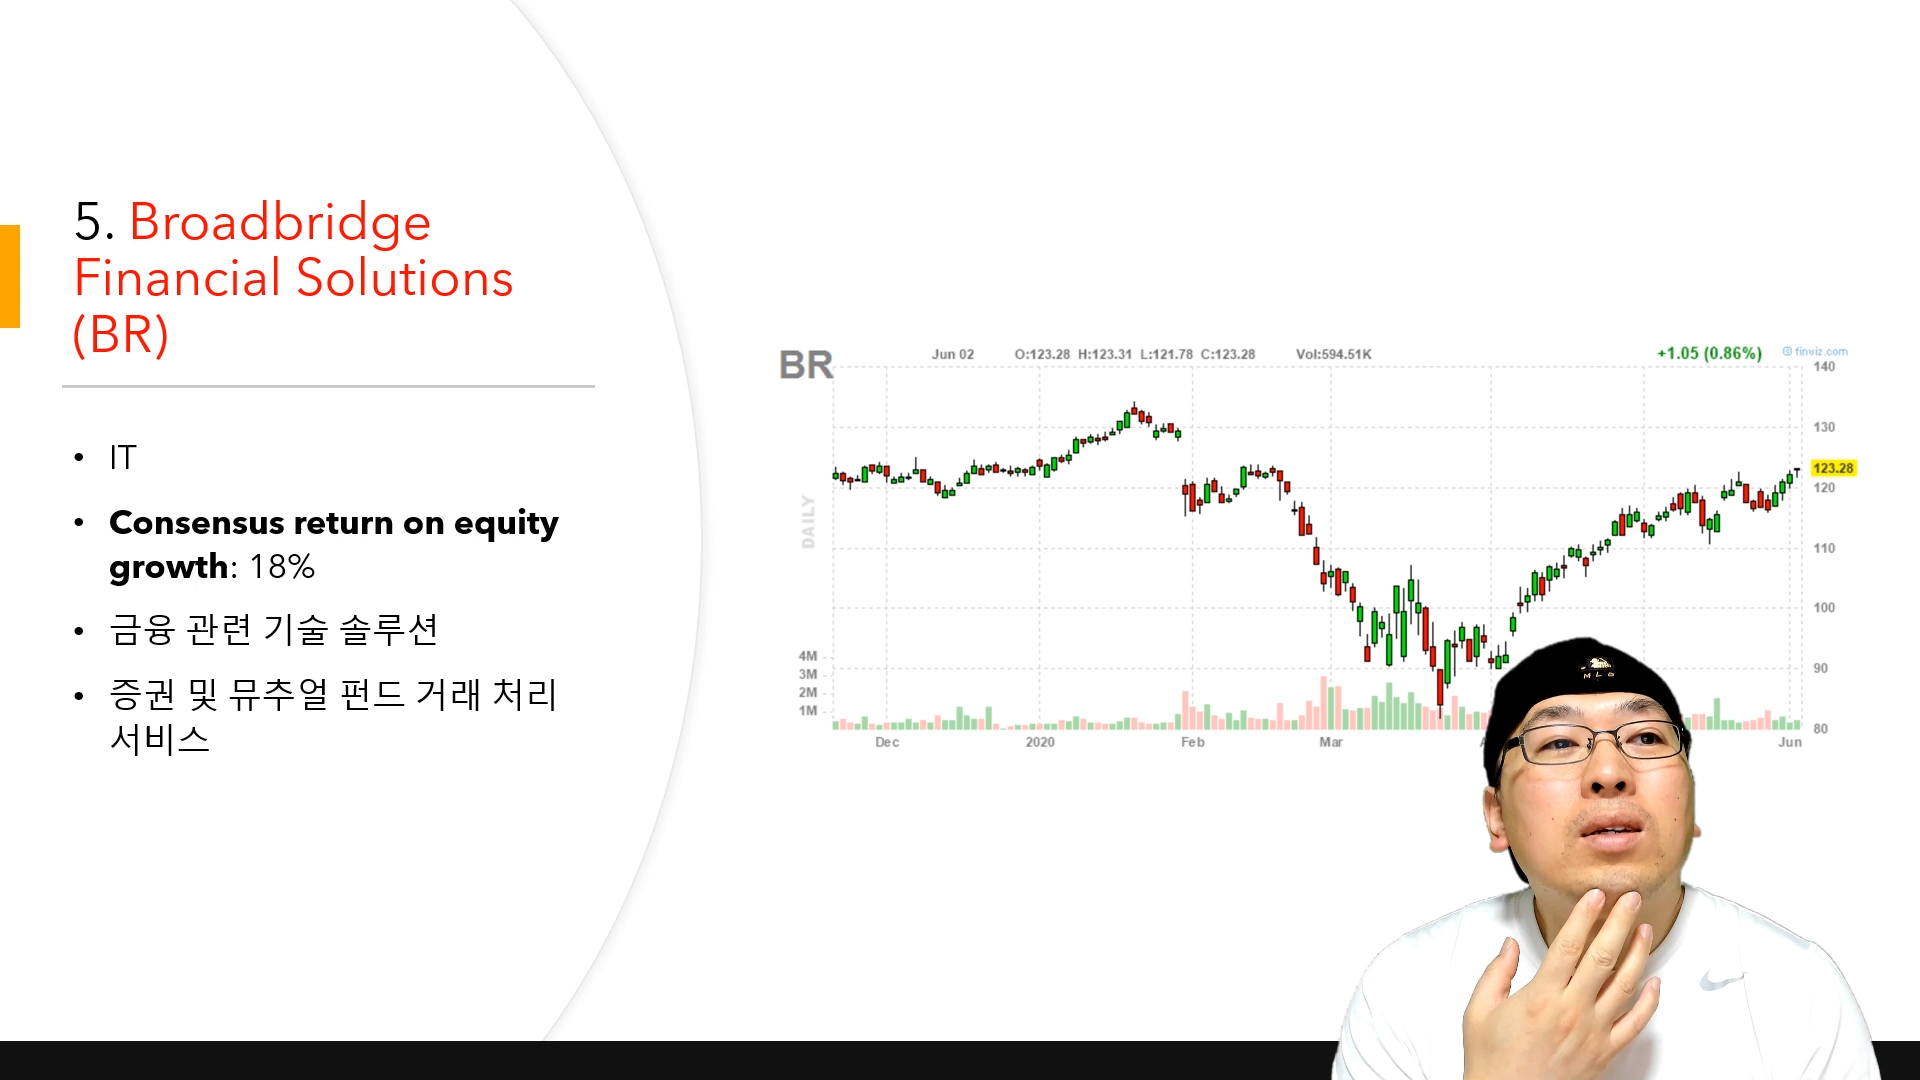 5. Broadbridge
Financial Solutions
(BR)
• IT
• Consensus return on equity
growth: 18%
• 금융 관련 기술 솔루션
• 증권 및 뮤추얼 펀드 거래 처리
서비스
BR
Jun 02 O:123.28 H:123.31 L:121.78 C:123.28 Vol:594.51K +1.05 (0.86%) © finviz.com
140
130
123.28
120
110
100
90
80
DAILY
4M
3M
2M
1M
Dec 2020 Feb Mar Jun
MLB